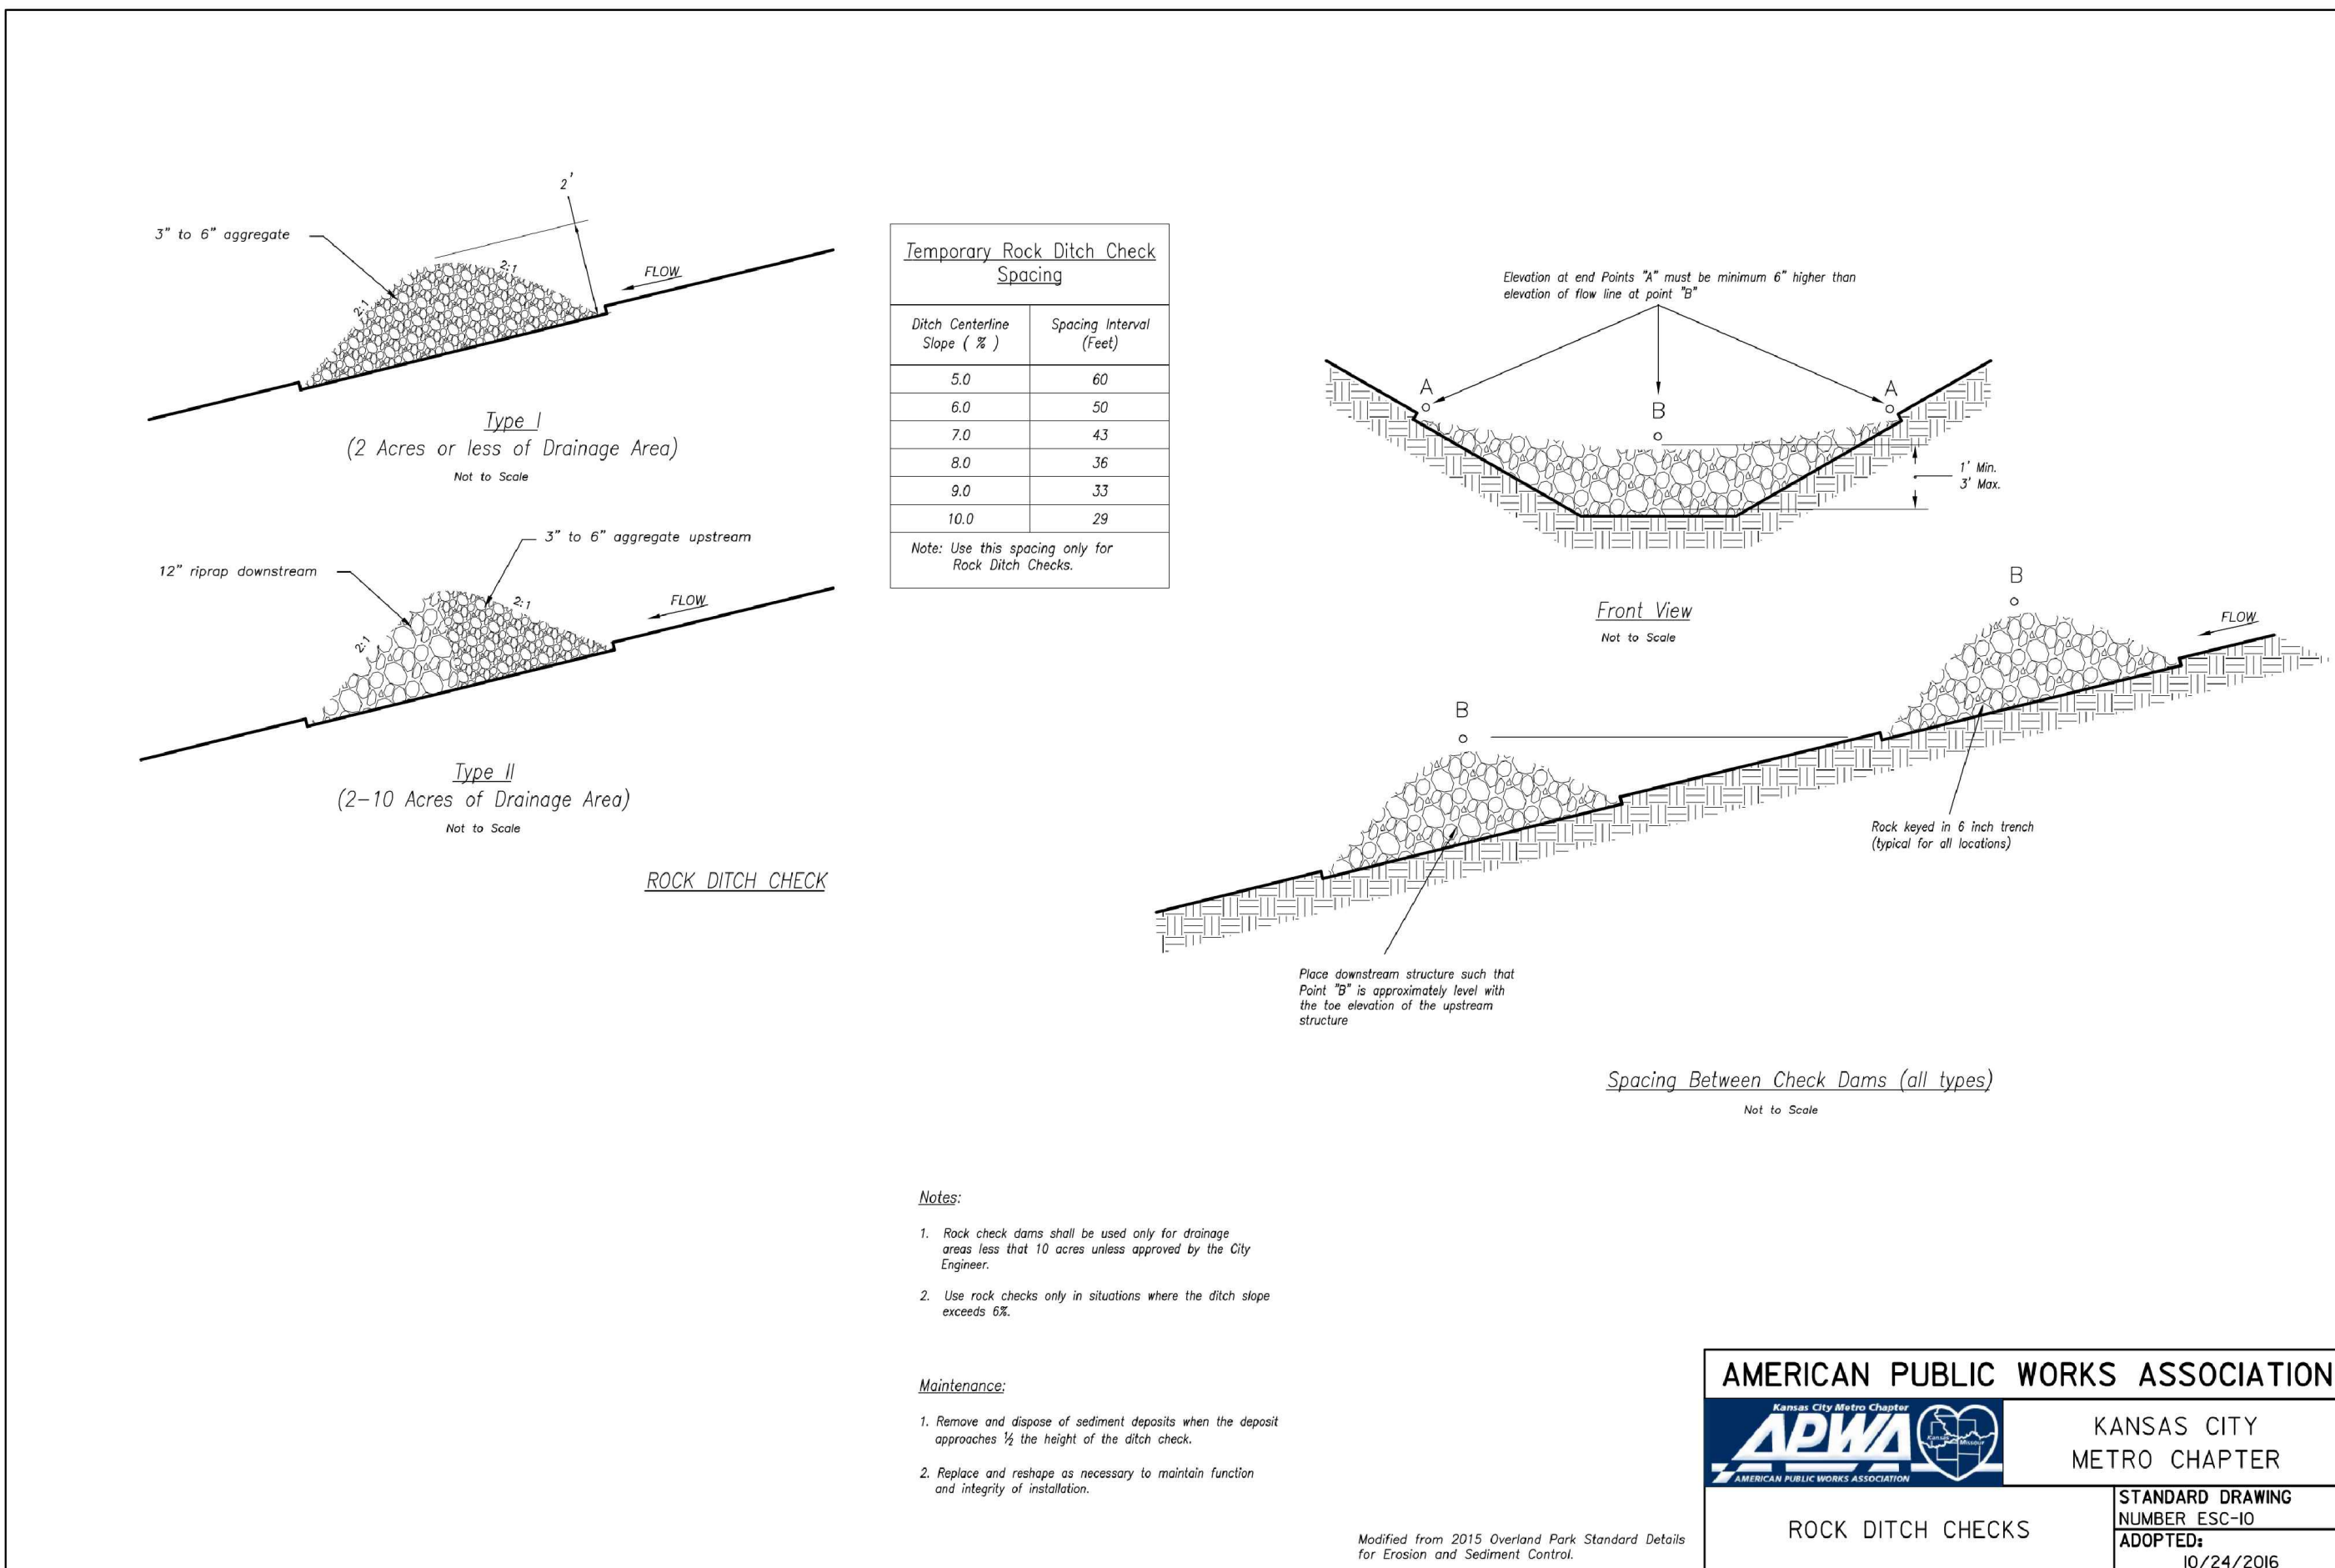 2'
3" to 6" aggregate
2:1
2:1
FLOW
Type I
(2 Acres or less of Drainage Area)
Not to Scale
3" to 6" aggregate upstream
12" riprap downstream
2:1
2:1
FLOW
Type II
(2-10 Acres of Drainage Area)
Not to Scale
ROCK DITCH CHECK
Temporary Rock Ditch Check
Spacing
Ditch Centerline
Slope ( % )
Spacing Interval
(Feet)
5.0 60
6.0 50
7.0 43
8.0 36
9.0 33
10.0 29
Note: Use this spacing only for
Rock Ditch Checks.
Elevation at end Points "A" must be minimum 6" higher than
elevation of flow line at point "B"
A
B
A
1' Min.
3' Max.
Front View
Not to Scale
B
FLOW
B
Rock keyed in 6 inch trench
(typical for all locations)
Place downstream structure such that
Point "B" is approximately level with
the toe elevation of the upstream
structure
Spacing Between Check Dams (all types)
Not to Scale
Notes:
1. Rock check dams shall be used only for drainage
areas less that 10 acres unless approved by the City
Engineer.
2. Use rock checks only in situations where the ditch slope
exceeds 6%.
Maintenance:
1. Remove and dispose of sediment deposits when the deposit
approaches ½ the height of the ditch check.
2. Replace and reshape as necessary to maintain function
and integrity of installation.
Modified from 2015 Overland Park Standard Details
for Erosion and Sediment Control.
AMERICAN PUBLIC WORKS ASSOCIATION
Kansas City Metro Chapter
APWA
Kansas Missouri
AMERICAN PUBLIC WORKS ASSOCIATION
KANSAS CITY
METRO CHAPTER
ROCK DITCH CHECKS
STANDARD DRAWING
NUMBER ESC-10
ADOPTED:
10/24/2016